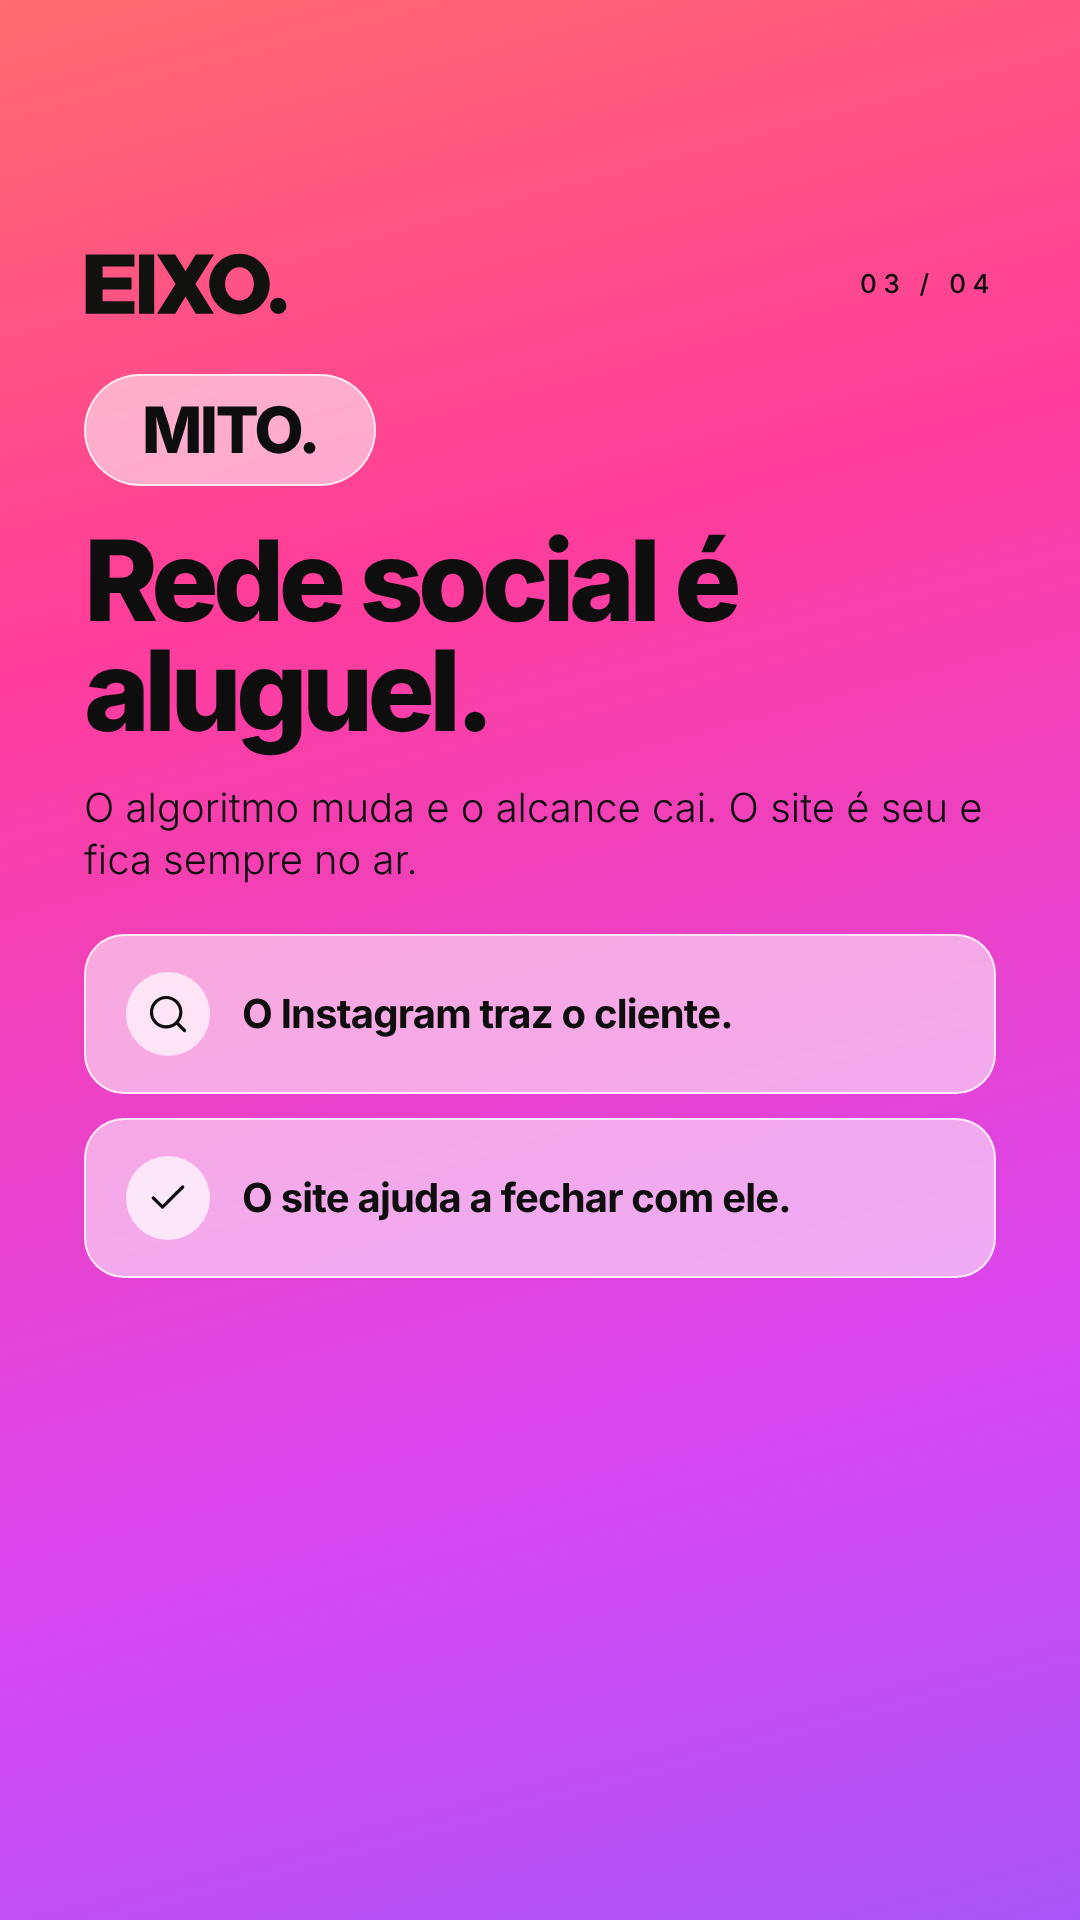 EIXO.
03 / 04
MITO.
Rede social é
aluguel.
O algoritmo muda e o alcance cai. O site é seu e
fica sempre no ar.
O Instagram traz o cliente.
O site ajuda a fechar com ele.